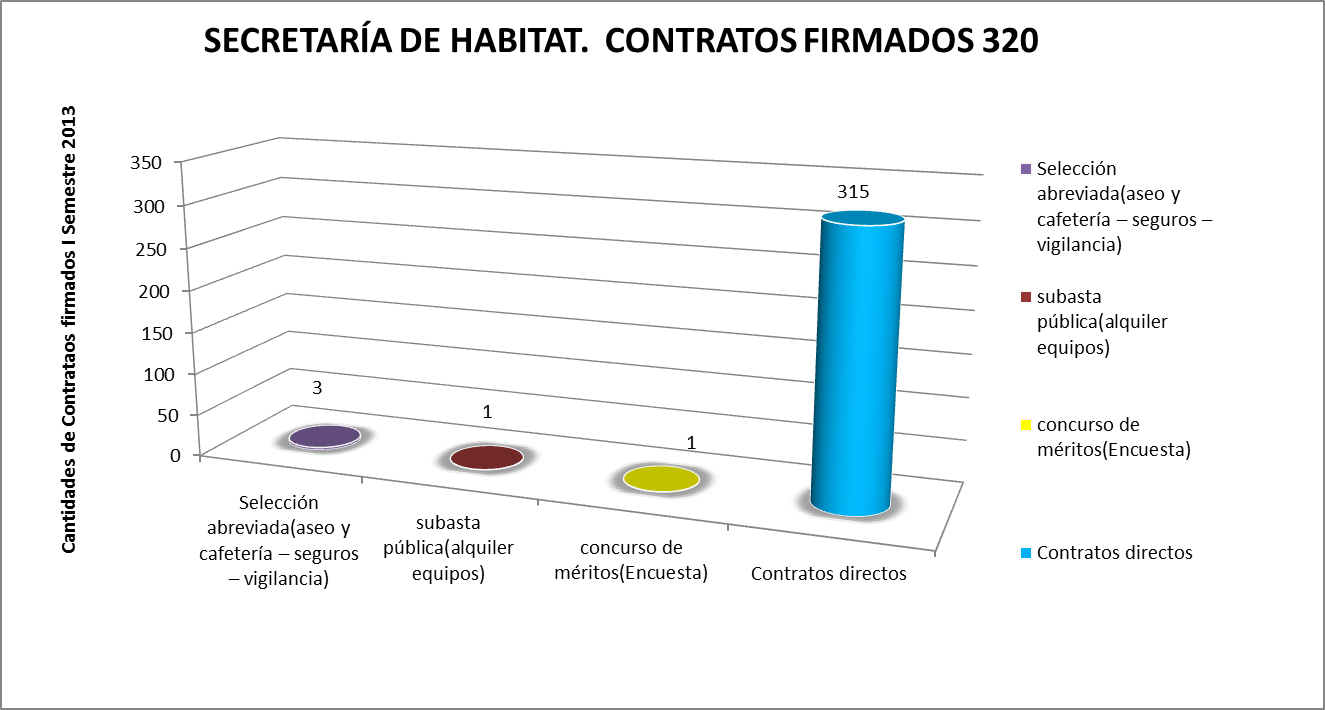 SECRETARÍA DE HABITAT.  CONTRATOS FIRMADOS 320
Cantidades de Contrataos firmados I Semestre 2013
350
300
250
200
150
100
50
0
3
1
1
315
Selección
abreviada(aseo y
cafetería – seguros
– vigilancia)
subasta
pública(alquiler
equipos)
concurso de
méritos(Encuesta)
Contratos directos
Selección
abreviada(aseo y
cafetería – seguros –
vigilancia)
subasta
pública(alquiler
equipos)
concurso de
méritos(Encuesta)
Contratos directos